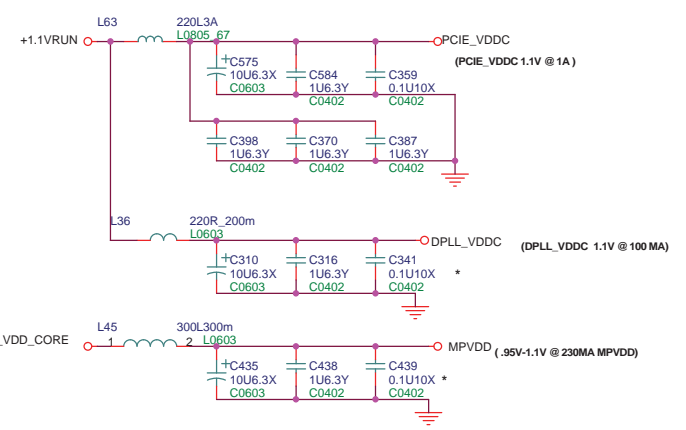 L63 220L3A
+1.1VRUN L0805_67 PCIE_VDDC
(PCIE_VDDC 1.1V @ 1A )
+ C575 C584 C359
10U6.3X 1U6.3Y 0.1U10X
C0603 C0402 C0402
C398 C370 C387
1U6.3Y 1U6.3Y 1U6.3Y
C0402 C0402 C0402
L36 220R_200m
L0603 DPLL_VDDC (DPLL_VDDC 1.1V @ 100 MA)
+ C310 C316 C341
10U6.3X 1U6.3Y 0.1U10X *
C0603 C0402 C0402
L45 300L300m
_VDD_CORE 1 2 L0603 MPVDD ( .95V-1.1V @ 230MA MPVDD)
+ C435 C438 C439
10U6.3X 1U6.3Y 0.1U10X *
C0603 C0402 C0402